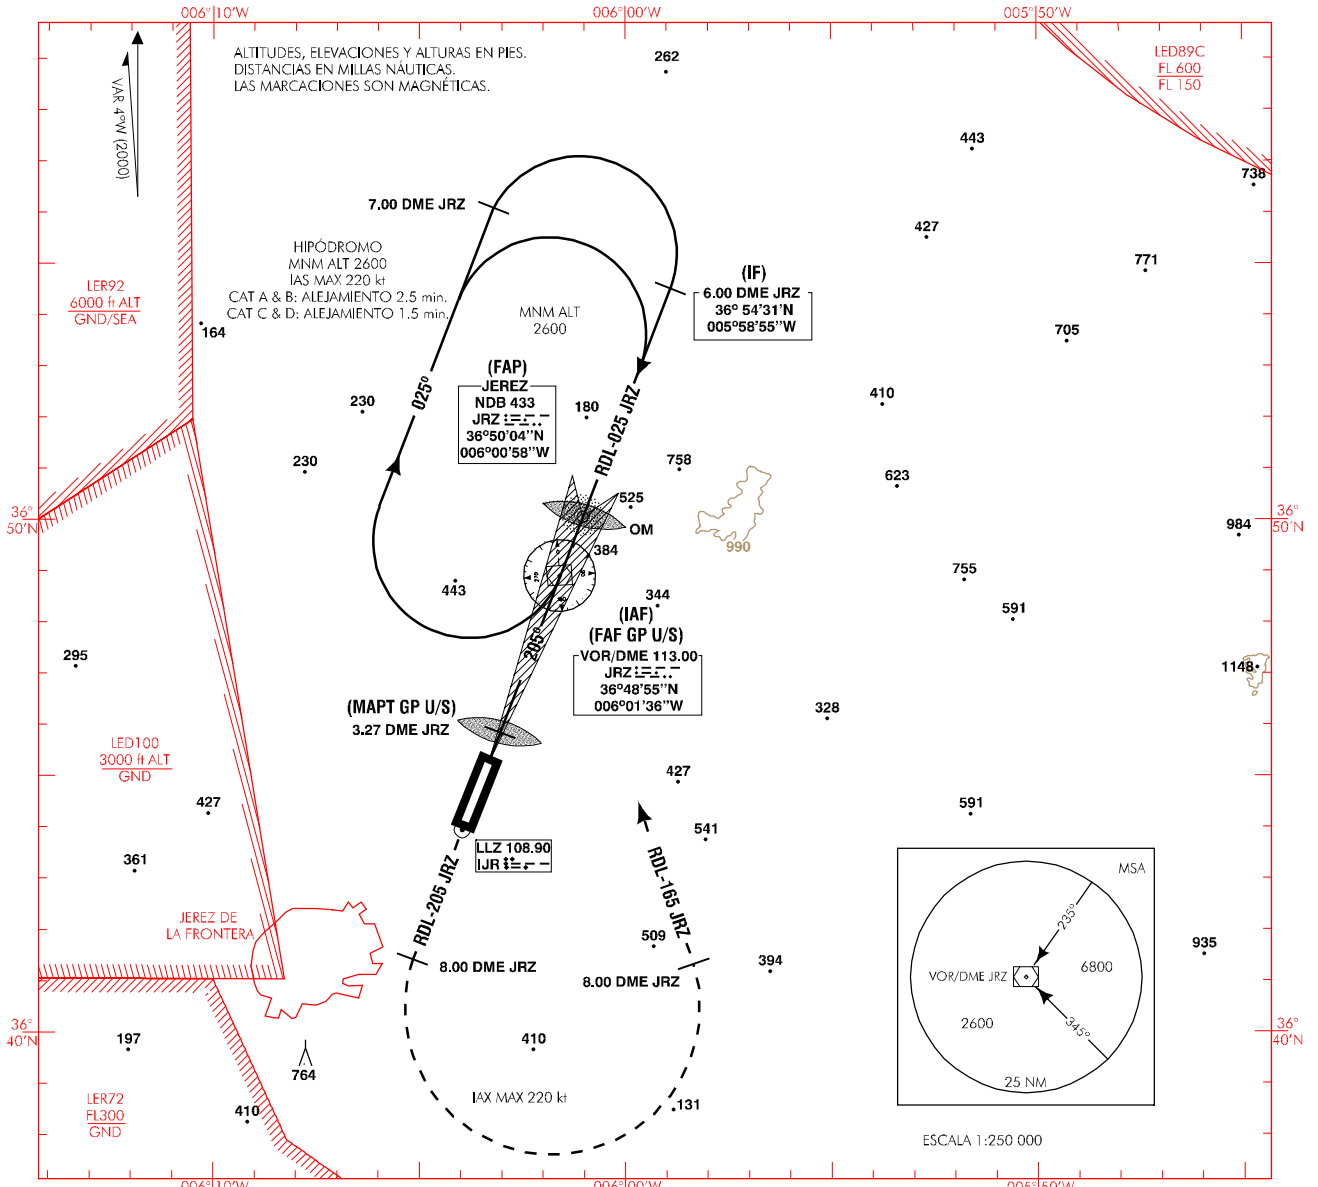 006°10'W
006°00'W
005°50'W
ALTITUDES, ELEVACIONES Y ALTURAS EN PIES.
DISTANCIAS EN MILLAS NÁUTICAS.
LAS MARCACIONES SON MAGNÉTICAS.
VAR 4°W (2000)
262
LED89C
FL 600
FL 150
443
738
7.00 DME JRZ
427
771
HIPÓDROMO
MNM ALT 2600
IAS MAX 220 kt
CAT A & B: ALEJAMIENTO 2.5 min.
CAT C & D: ALEJAMIENTO 1.5 min.
LER92
6000 ft ALT
GND/SEA
164
(IF)
6.00 DME JRZ
36° 54'31''N
005°58'55''W
MNM ALT
2600
705
(FAP)
JEREZ
NDB 433
JRZ
36°50'04''N
006°00'58''W
025°
RDL-025 JRZ
230
180
410
230
758
623
525
OM
36°
50'N
36°
50'N
990
984
384
755
443
344
591
(IAF)
(FAF GP U/S)
VOR/DME 113.00
JRZ
36°48'55''N
006°01'36''W
205°
295
1148
(MAPT GP U/S)
3.27 DME JRZ
328
LED100
3000 ft ALT
GND
427
427
591
541
LLZ 108.90
IJR
361
RDL-205 JRZ
RDL-165 JRZ
MSA
235°
VOR/DME JRZ
6800
2600
345°
25 NM
JEREZ DE
LA FRONTERA
509
935
8.00 DME JRZ
394
8.00 DME JRZ
36°
40'N
36°
40'N
197
410
764
IAX MAX 220 kt
131
LER72
FL300
GND
410
ESCALA 1:250 000
006°10'W
006°00'W
005°50'W